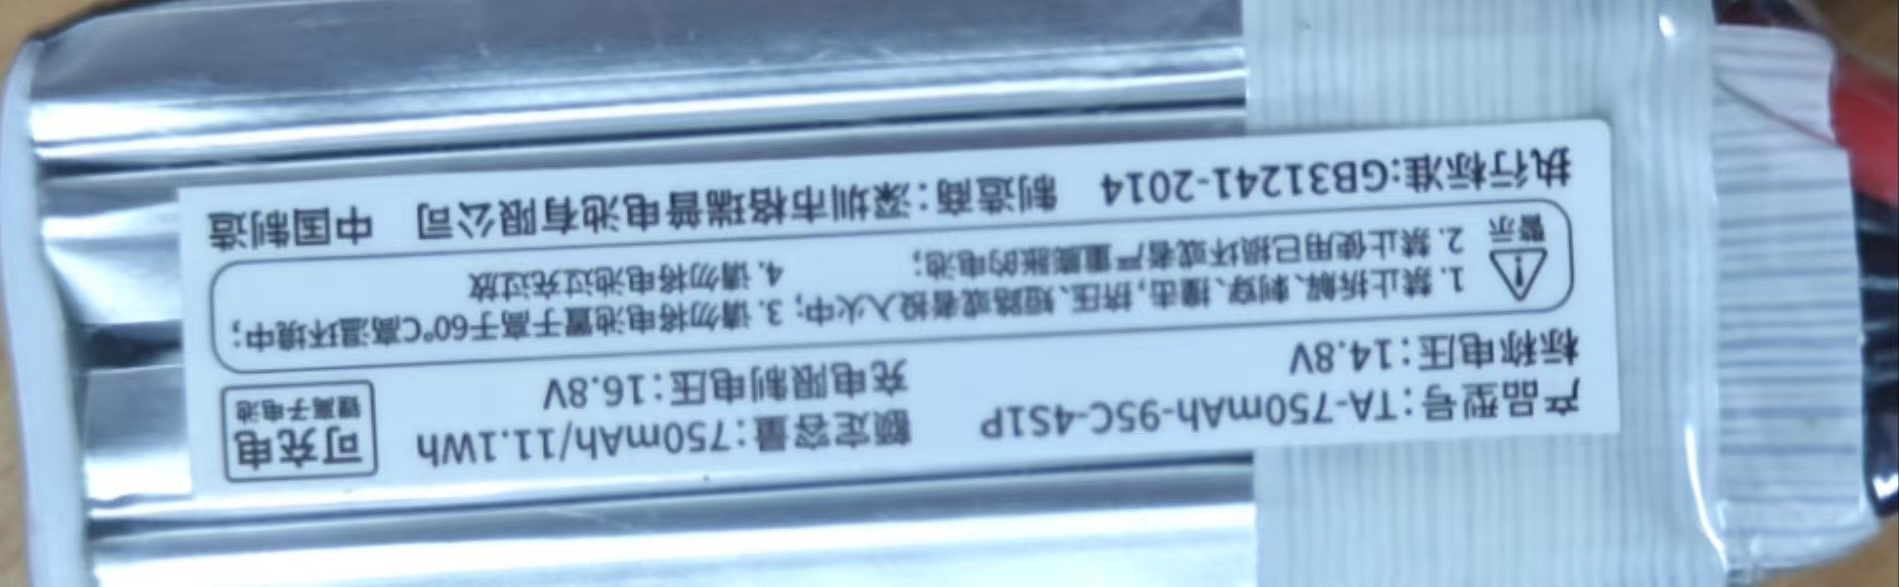 产品型号:TA-750mAh-95C-4S1P 额定容量:750mAh/11.1Wh
标称电压:14.8V 充电限制电压:16.8V
可充电
锂离子电池
警示
1. 禁止拆解、刺穿、撞击,挤压、短路或者投入火中; 3. 请勿将电池置于高于60℃高温环境中;
2. 禁止使用已损坏或者严重膨胀的电池; 4. 请勿将电池过充过放
执行标准:GB31241-2014 制造商:深圳市格瑞普电池有限公司 中国制造